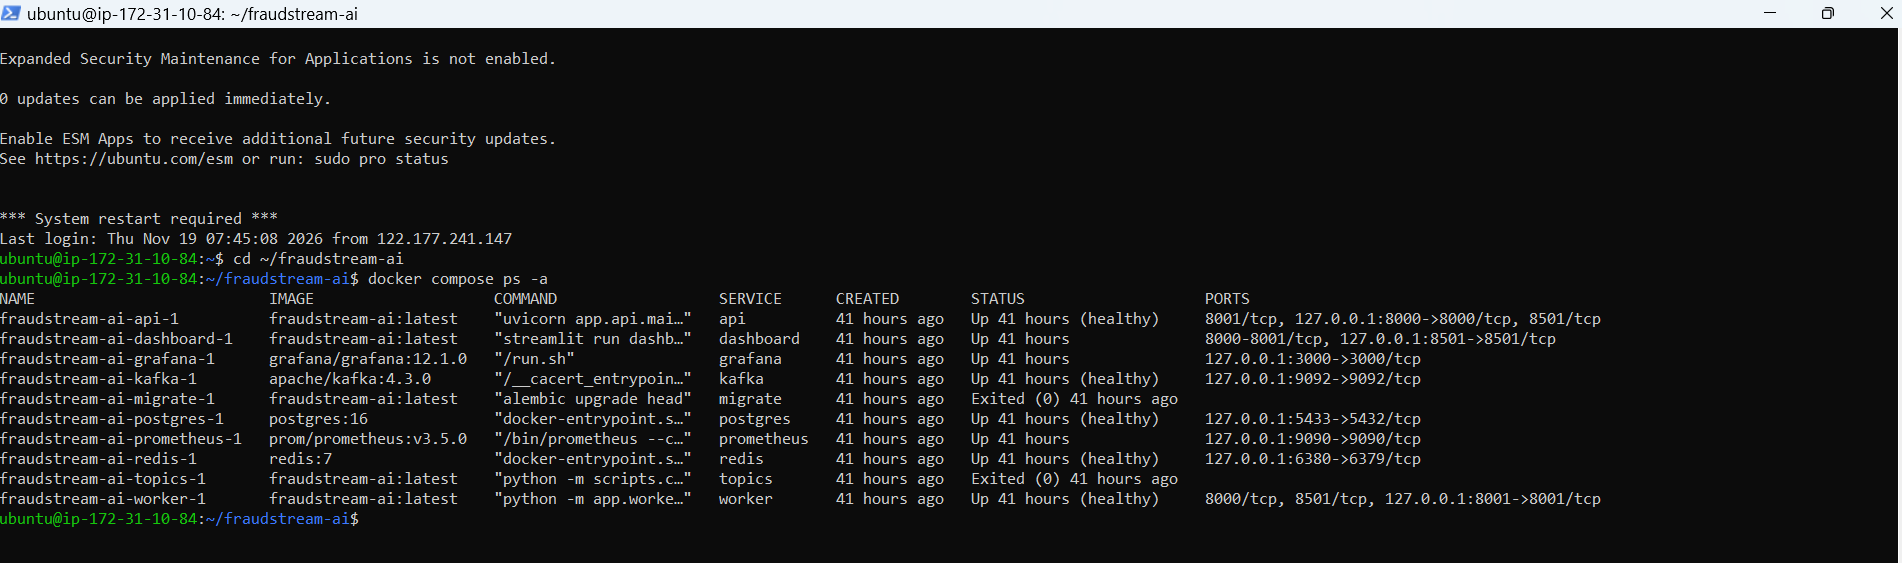 ubuntu@ip-172-31-10-84: ~/fraudstream-ai
Expanded Security Maintenance for Applications is not enabled.
0 updates can be applied immediately.
Enable ESM Apps to receive additional future security updates.
See https://ubuntu.com/esm or run: sudo pro status
*** System restart required ***
Last login: Thu Nov 19 07:45:08 2026 from 122.177.241.147
ubuntu@ip-172-31-10-84:~$ cd ~/fraudstream-ai
ubuntu@ip-172-31-10-84:~/fraudstream-ai$ docker compose ps -a
NAME IMAGE COMMAND SERVICE CREATED STATUS PORTS
fraudstream-ai-api-1 fraudstream-ai:latest "uvicorn app.api.mai…" api 41 hours ago Up 41 hours (healthy) 8001/tcp, 127.0.0.1:8000->8000/tcp, 8501/tcp
fraudstream-ai-dashboard-1 fraudstream-ai:latest "streamlit run dashb…" dashboard 41 hours ago Up 41 hours 8000-8001/tcp, 127.0.0.1:8501->8501/tcp
fraudstream-ai-grafana-1 grafana/grafana:12.1.0 "/run.sh" grafana 41 hours ago Up 41 hours 127.0.0.1:3000->3000/tcp
fraudstream-ai-kafka-1 apache/kafka:4.3.0 "/__cacert_entrypoin…" kafka 41 hours ago Up 41 hours (healthy) 127.0.0.1:9092->9092/tcp
fraudstream-ai-migrate-1 fraudstream-ai:latest "alembic upgrade head" migrate 41 hours ago Exited (0) 41 hours ago
fraudstream-ai-postgres-1 postgres:16 "docker-entrypoint.s…" postgres 41 hours ago Up 41 hours (healthy) 127.0.0.1:5433->5432/tcp
fraudstream-ai-prometheus-1 prom/prometheus:v3.5.0 "/bin/prometheus --c…" prometheus 41 hours ago Up 41 hours 127.0.0.1:9090->9090/tcp
fraudstream-ai-redis-1 redis:7 "docker-entrypoint.s…" redis 41 hours ago Up 41 hours (healthy) 127.0.0.1:6380->6379/tcp
fraudstream-ai-topics-1 fraudstream-ai:latest "python -m scripts.c…" topics 41 hours ago Exited (0) 41 hours ago
fraudstream-ai-worker-1 fraudstream-ai:latest "python -m app.worke…" worker 41 hours ago Up 41 hours (healthy) 8000/tcp, 8501/tcp, 127.0.0.1:8001->8001/tcp
ubuntu@ip-172-31-10-84:~/fraudstream-ai$